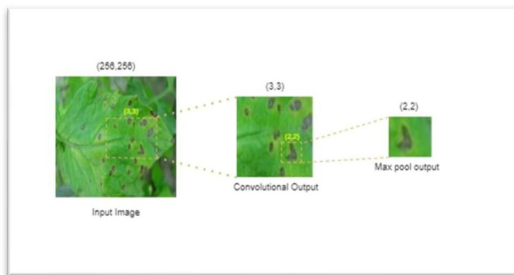 (256,256)
(3,3)
Input Image
(3,3)
(2,2)
Convolutional Output
(2,2)
Max pool output